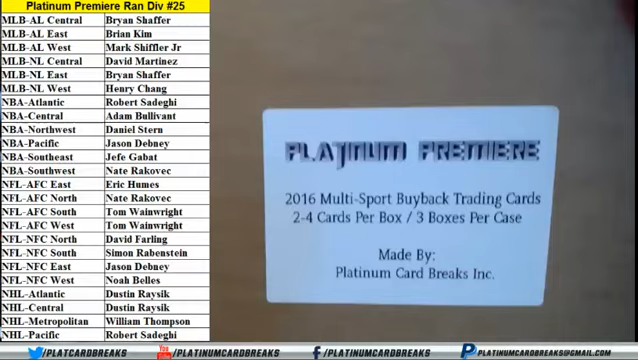 Platinum Premiere Ran Div #25
MLB-AL Central Bryan Shaffer
MLB-AL East Brian Kim
MLB-AL West Mark Shiffler Jr
MLB-NL Central David Martinez
MLB-NL East Bryan Shaffer
MLB-NL West Henry Chang
NBA-Atlantic Robert Sadeghi
NBA-Central Adam Bullivant
NBA-Northwest Daniel Stern
NBA-Pacific Jason Debney
NBA-Southeast Jefe Gabat
NBA-Southwest Nate Rakovec
NFL-AFC East Eric Humes
NFL-AFC North Nate Rakovec
NFL-AFC South Tom Wainwright
NFL-AFC West Tom Wainwright
NFL-NFC North David Farling
NFL-NFC South Simon Rabenstein
NFL-NFC East Jason Debney
NFL-NFC West Noah Belles
NHL-Atlantic Dustin Raysik
NHL-Central Dustin Raysik
NHL-Metropolitan William Thompson
NHL-Pacific Robert Sadeghi
PLATINUM PREMIERE
2016 Multi-Sport Buyback Trading Cards
2-4 Cards Per Box / 3 Boxes Per Case
Made By:
Platinum Card Breaks Inc.
/PLATCARDBREAKS You Tube /PLATINUMCARDBREAKS f /PLATINUMCARDBREAKS P PLATINUMCARDBREAKS@GMAIL.COM